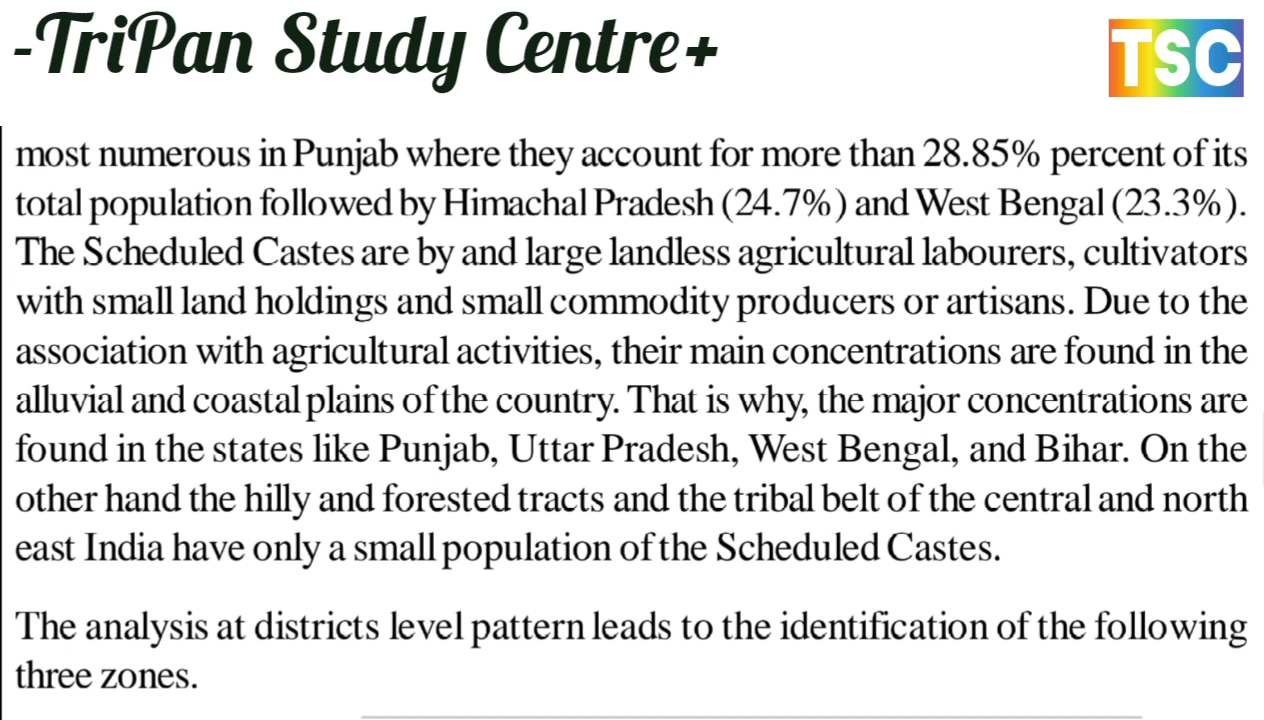 -TriPan Study Centre+
TSC
most numerous in Punjab where they account for more than 28.85% percent of its
total population followed by Himachal Pradesh (24.7%) and West Bengal (23.3%).
The Scheduled Castes are by and large landless agricultural labourers, cultivators
with small land holdings and small commodity producers or artisans. Due to the
association with agricultural activities, their main concentrations are found in the
alluvial and coastal plains of the country. That is why, the major concentrations are
found in the states like Punjab, Uttar Pradesh, West Bengal, and Bihar. On the
other hand the hilly and forested tracts and the tribal belt of the central and north
east India have only a small population of the Scheduled Castes.
The analysis at districts level pattern leads to the identification of the following
three zones.